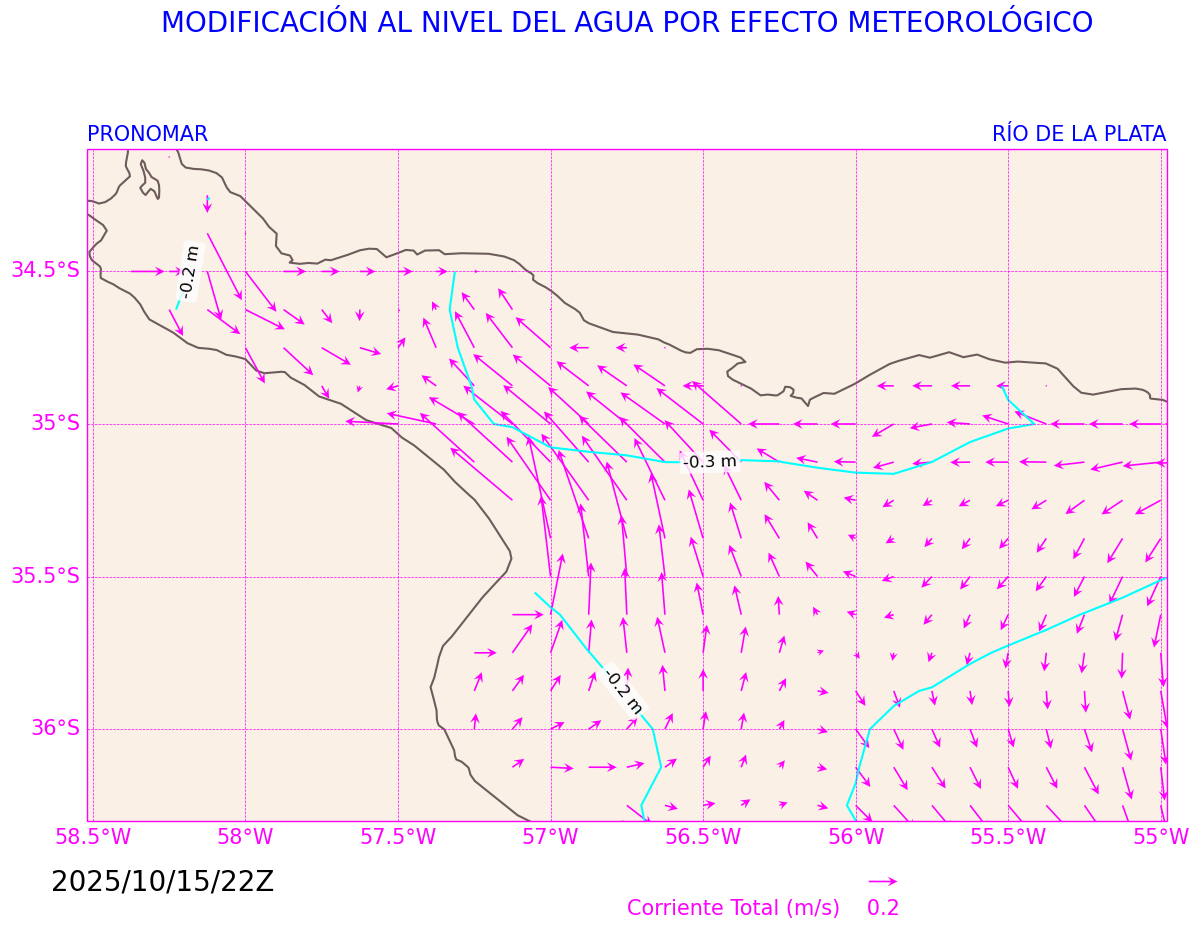 MODIFICACIÓN AL NIVEL DEL AGUA POR EFECTO METEOROLÓGICO
PRONOMAR RÍO DE LA PLATA
-0.2 m
34.5°S
35°S
-0.3 m
35.5°S
-0.2 m
36°S
58.5°W 58°W 57.5°W 57°W 56.5°W 56°W 55.5°W 55°W
2025/10/15/22Z
Corriente Total (m/s) 0.2